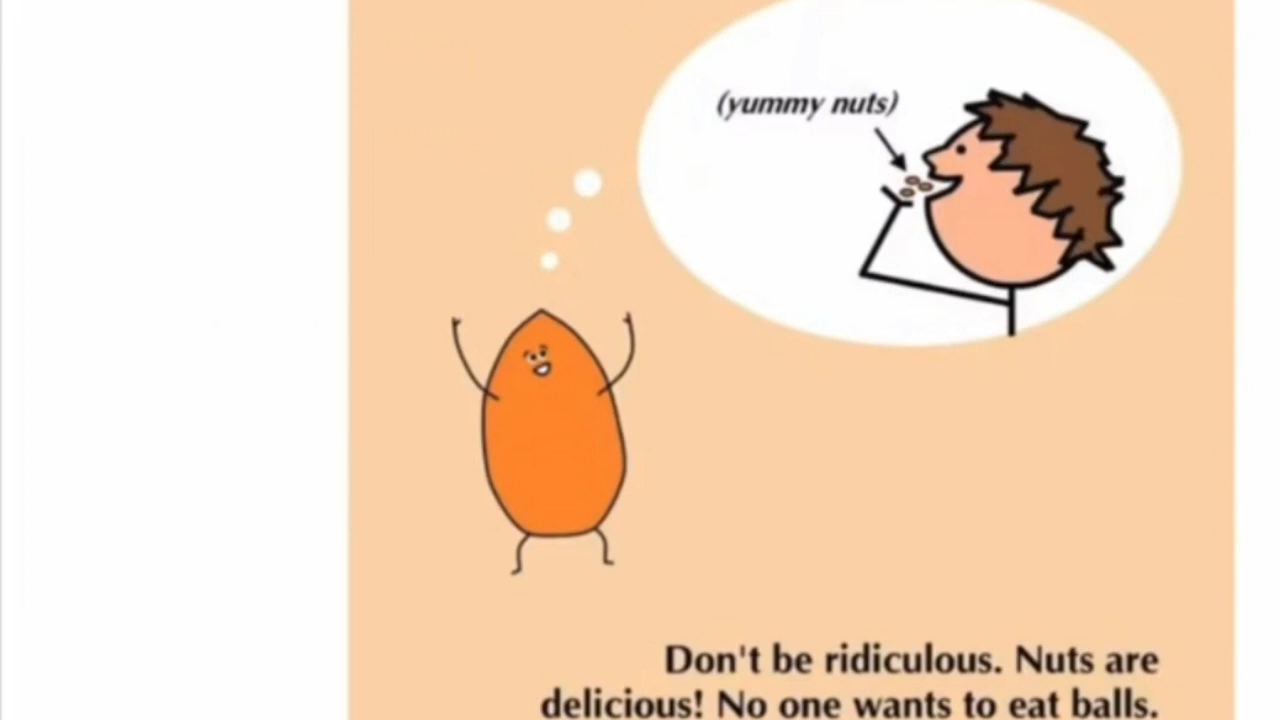 (yummy nuts)
Don't be ridiculous. Nuts are
delicious! No one wants to eat balls.